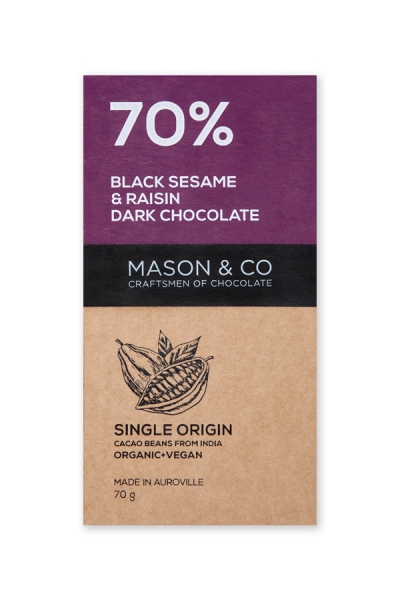 70%
BLACK SESAME
& RAISIN
DARK CHOCOLATE
MASON & CO
CRAFTSMEN OF CHOCOLATE
SINGLE ORIGIN
CACAO BEANS FROM INDIA
ORGANIC+VEGAN
MADE IN AUROVILLE
70 g